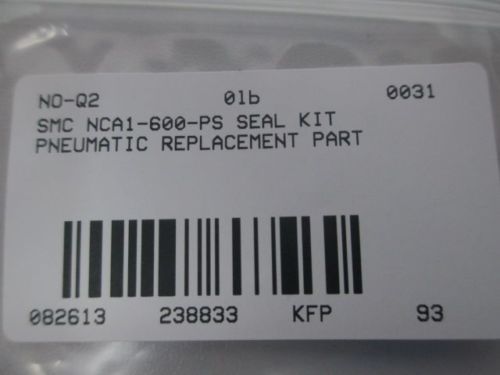 NO-Q2 01b 0031
SMC NCA1-600-PS SEAL KIT
PNEUMATIC REPLACEMENT PART
082613 238833 KFP 93